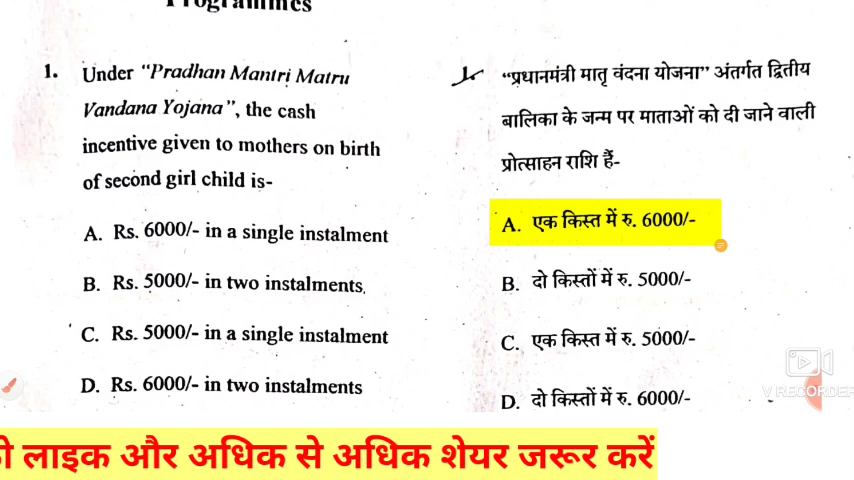 Programmes
1. Under "Pradhan Mantri Matru
Vandana Yojana", the cash
incentive given to mothers on birth
of second girl child is-
A. Rs. 6000/- in a single instalment
B. Rs. 5000/- in two instalments.
C. Rs. 5000/- in a single instalment
D. Rs. 6000/- in two instalments
1. "प्रधानमंत्री मातृ वंदना योजना" अंतर्गत द्वितीय
बालिका के जन्म पर माताओं को दी जाने वाली
प्रोत्साहन राशि हैं-
A. एक किस्त में रु. 6000/-
B. दो किस्तों में रु. 5000/-
C. एक किस्त में रु. 5000/-
D. दो किस्तों में रु. 6000/-
V RECORDER
लाइक और अधिक से अधिक शेयर जरूर करें